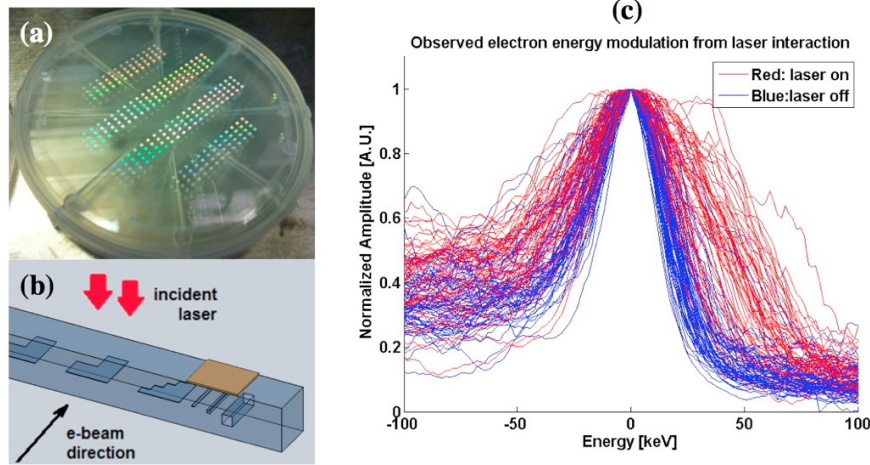 (a)
(b)
incident
laser
e-beam
direction
(c)
Observed electron energy modulation from laser interaction
Red: laser on
Blue:laser off
Normalized Amplitude [A.U.]
1
0.8
0.6
0.4
0.2
0
-100
-50
0
50
100
Energy [keV]